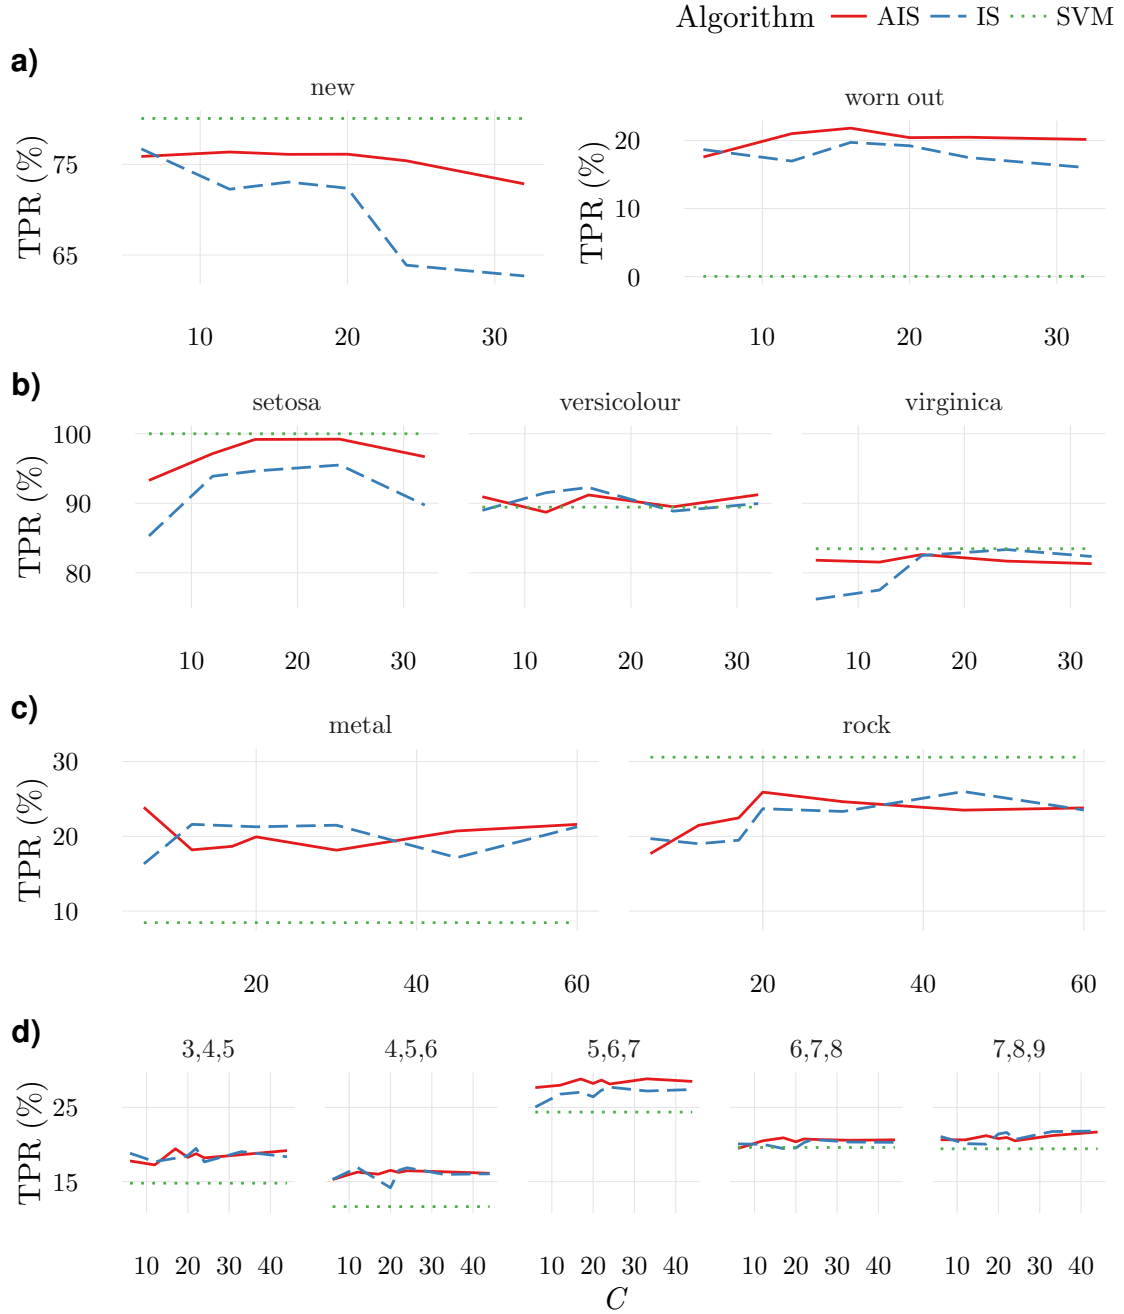 Algorithm AIS IS SVM
a)
new
worn out
TPR (%)
75
65
TPR (%)
20
10
0
10 20 30
10 20 30
b)
setosa versicolour virginica
TPR (%)
100
90
80
10 20 30
10 20 30
10 20 30
c)
metal rock
TPR (%)
30
20
10
20 40 60
20 40 60
d)
3,4,5 4,5,6 5,6,7 6,7,8 7,8,9
TPR (%)
25
15
10 20 30 40
10 20 30 40
10 20 30 40
10 20 30 40
10 20 30 40
C